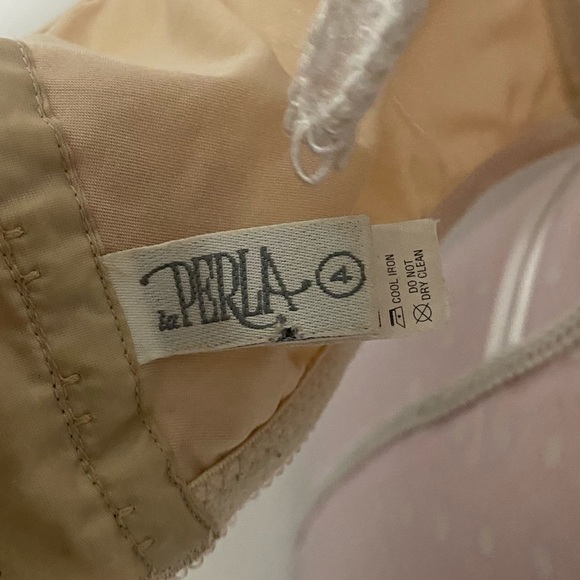 la PERLA
4
COOL IRON
DO NOT
DRY CLEAN